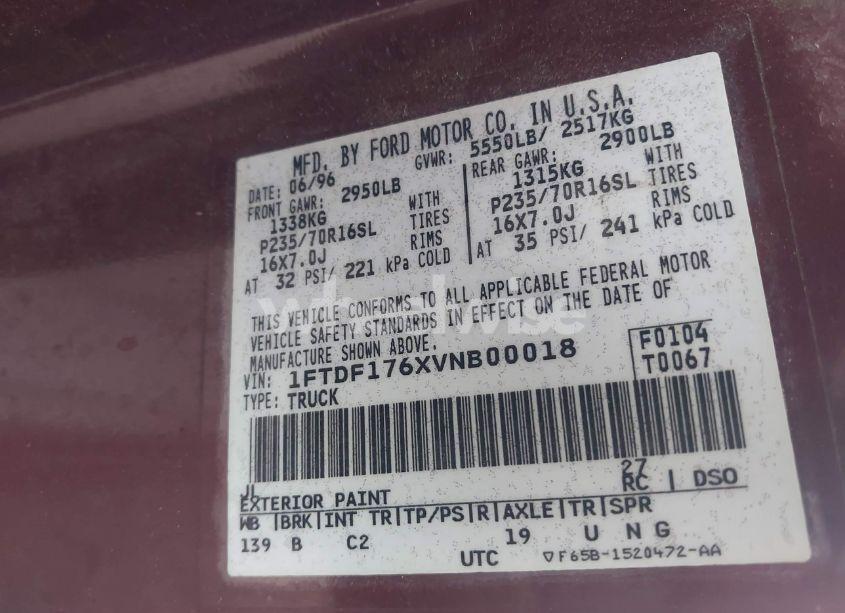 MFD. BY FORD MOTOR CO. IN U.S.A.
DATE: 06/96 GVWR: 5550LB/ 2517KG
FRONT GAWR: 2950LB REAR GAWR: 2900LB
1338KG WITH 1315KG WITH
P235/70R16SL TIRES P235/70R16SL TIRES
16X7.0J RIMS 16X7.0J RIMS
AT 32 PSI/ 221 kPa COLD AT 35 PSI/ 241 kPa COLD
THIS VEHICLE CONFORMS TO ALL APPLICABLE FEDERAL MOTOR
VEHICLE SAFETY STANDARDS IN EFFECT ON THE DATE OF
MANUFACTURE SHOWN ABOVE.
VIN: 1FTDF176XVNB00018 F0104
TYPE: TRUCK T0067
JL 27
EXTERIOR PAINT RC | DSO
WB |BRK|INT TR|TP/PS|R|AXLE|TR|SPR
139 B C2 19 U NG
UTC ▽F65B-1520472-AA